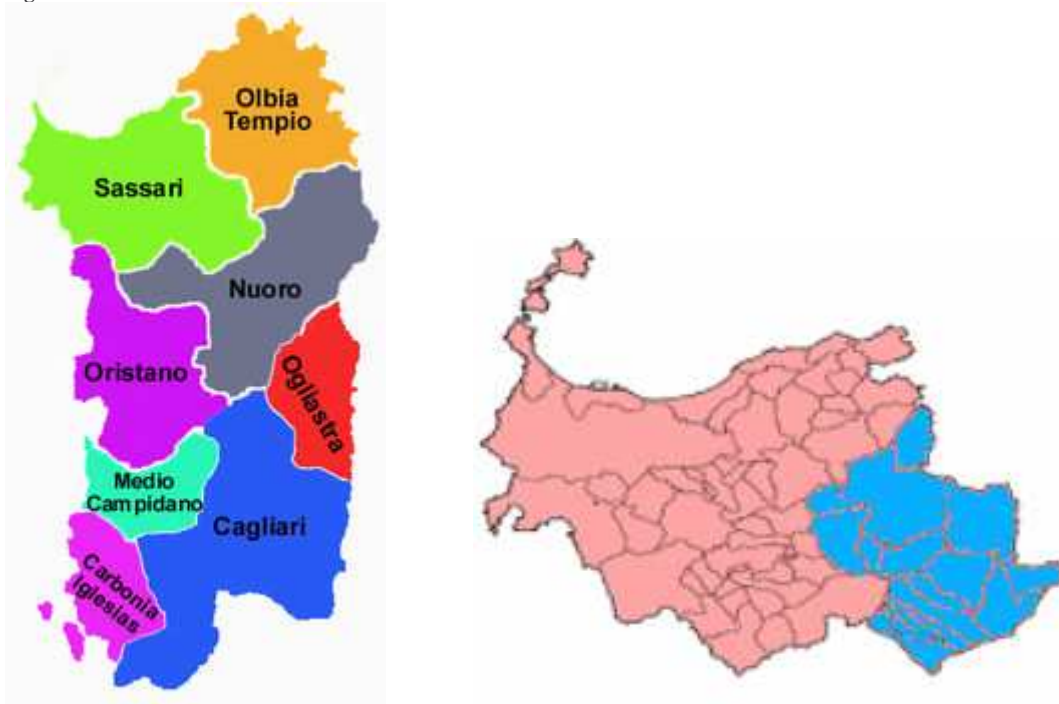 Olbia
Tempio
Sassari
Nuoro
Oristano
Ogliastra
Medio
Campidano
Cagliari
Carbonia
Iglesias